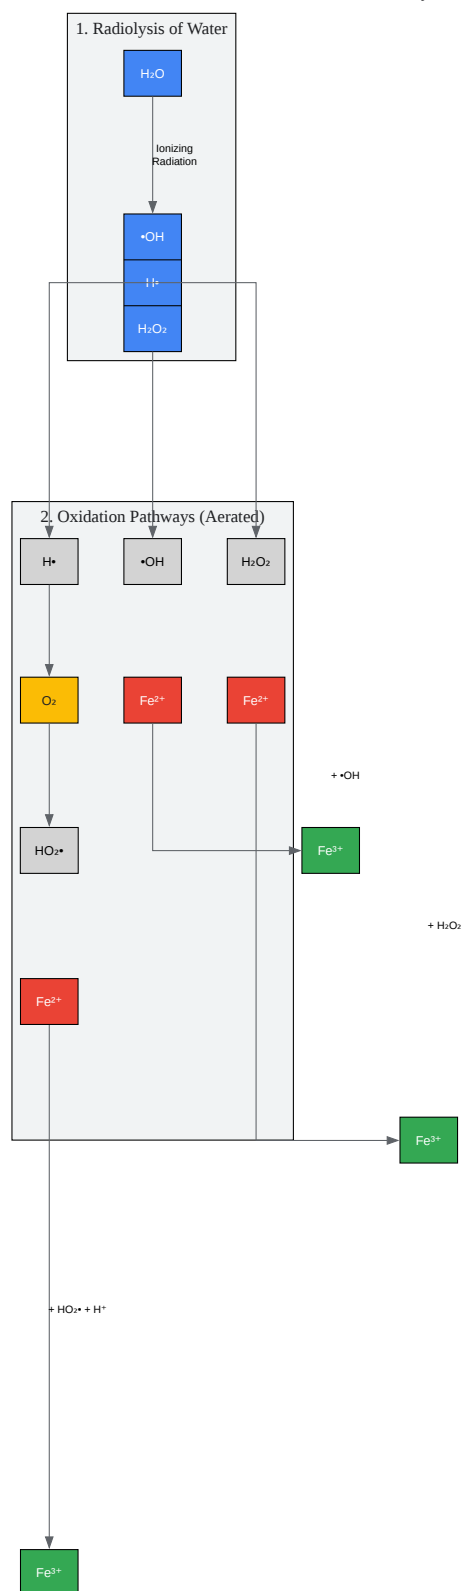 1. Radiolysis of Water
H₂O
Ionizing
Radiation
•OH
H•
H₂O₂
2. Oxidation Pathways (Aerated)
H•
•OH
H₂O₂
O₂
Fe²⁺
Fe²⁺
+ •OH
HO₂•
Fe³⁺
+ H₂O₂
Fe²⁺
Fe³⁺
+ HO₂• + H⁺
Fe³⁺